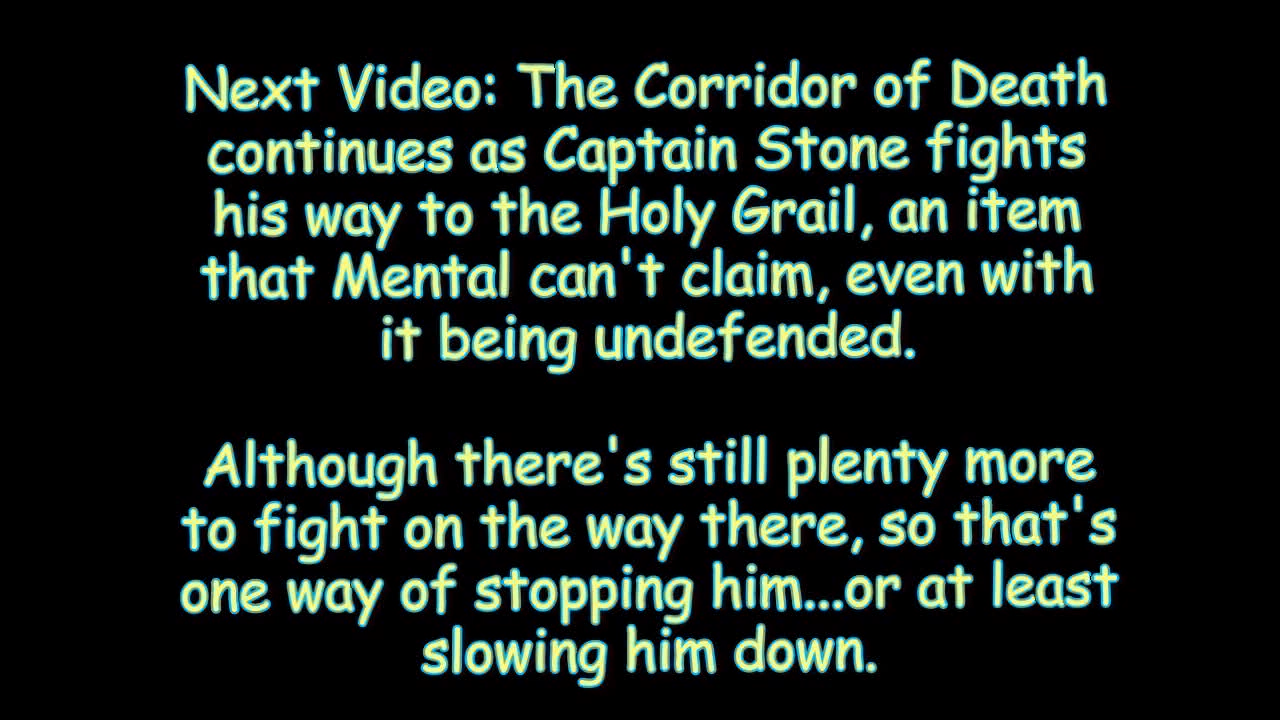 Next Video: The Corridor of Death
continues as Captain Stone fights
his way to the Holy Grail, an item
that Mental can't claim, even with
it being undefended.
Although there's still plenty more
to fight on the way there, so that's
one way of stopping him...or at least
slowing him down.